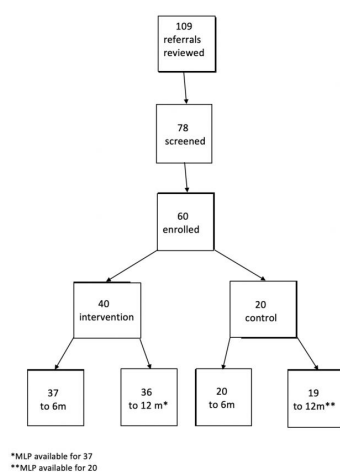 109
referrals
reviewed
78
screened
60
enrolled
40
intervention
20
control
37
to 6m
36
to 12 m*
20
to 6m
19
to 12m**
*MLP available for 37
**MLP available for 20